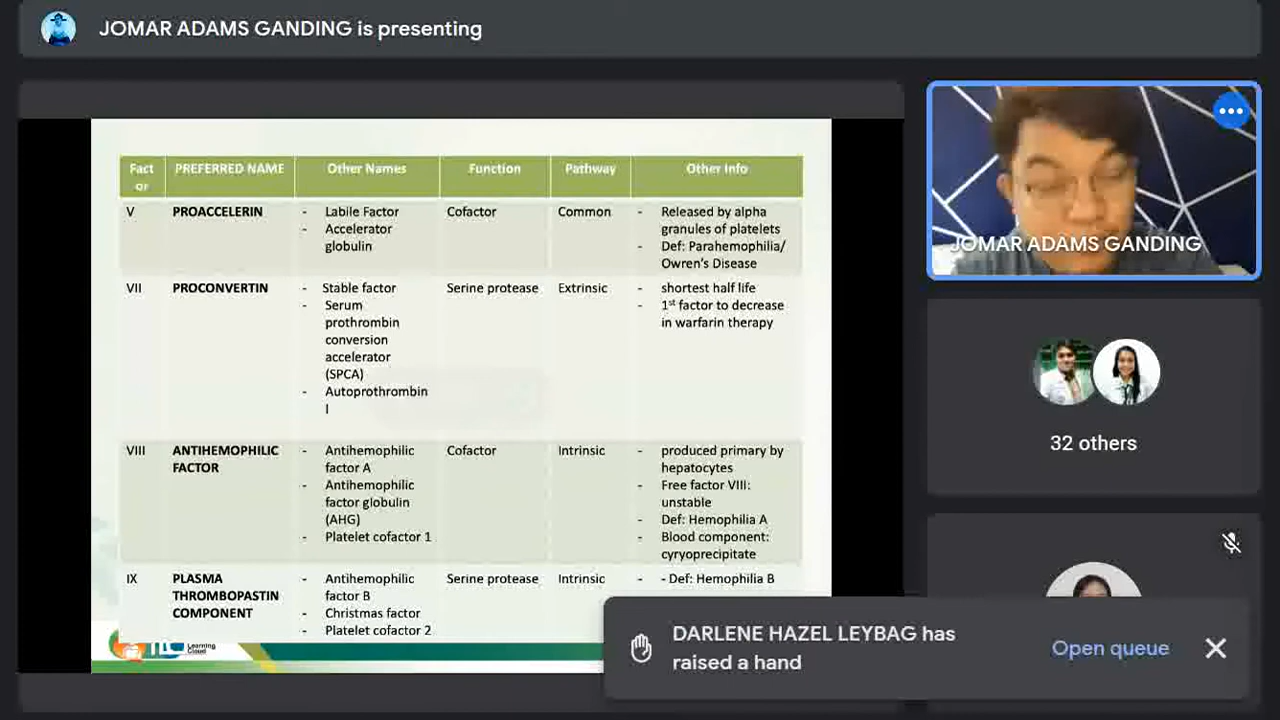 JOMAR ADAMS GANDING is presenting
Fact
or
PREFERRED NAME
Other Names
Function
Pathway
Other Info
V
PROACCELERIN
- Labile Factor
- Accelerator
globulin
Cofactor
Common
- Released by alpha
granules of platelets
- Def: Parahemophilia/
Owren's Disease
VII
PROCONVERTIN
- Stable factor
- Serum
prothrombin
conversion
accelerator
(SPCA)
- Autoprothrombin
I
Serine protease
Extrinsic
- shortest half life
- 1st factor to decrease
in warfarin therapy
VIII
ANTIHEMOPHILIC
FACTOR
- Antihemophilic
factor A
- Antihemophilic
factor globulin
(AHG)
- Platelet cofactor 1
Cofactor
Intrinsic
- produced primary by
hepatocytes
- Free factor VIII:
unstable
- Def: Hemophilia A
- Blood component:
cyryoprecipitate
IX
PLASMA
THROMBOPASTIN
COMPONENT
- Antihemophilic
factor B
- Christmas factor
- Platelet cofactor 2
Serine protease
Intrinsic
- - Def: Hemophilia B
Learning
Cloud
JOMAR ADAMS GANDING
32 others
DARLENE HAZEL LEYBAG has
raised a hand
Open queue